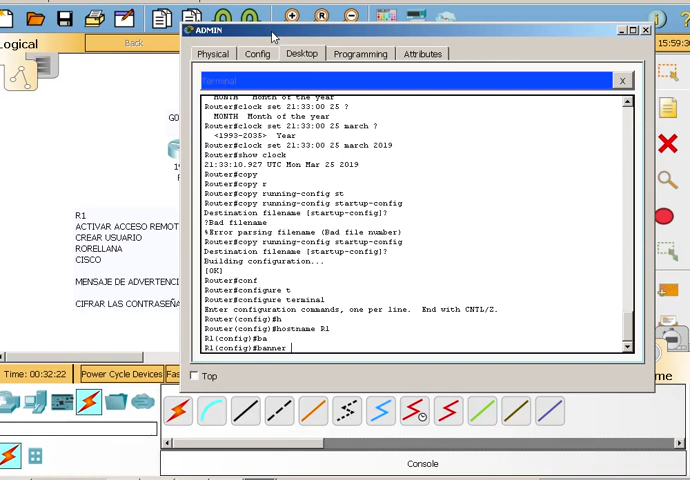 ADMIN
Logical
Back
15:59:3
Physical
Config
Desktop
Programming
Attributes
Terminal
X
MONTH Month of the year
Router#clock set 21:33:00 25 ?
MONTH Month of the year
Router#clock set 21:33:00 25 march ?
<1993-2035> Year
Router#clock set 21:33:00 25 march 2019
Router#show clock
21:33:10.927 UTC Mon Mar 25 2019
Router#copy
Router#copy r
Router#copy running-config st
Router#copy running-config startup-config
Destination filename [startup-config]?
?Bad filename
%Error parsing filename (Bad file number)
Router#copy running-config startup-config
Destination filename [startup-config]?
Building configuration...
[OK]
Router#conf
Router#configure t
Router#configure terminal
Enter configuration commands, one per line. End with CNTL/Z.
Router(config)#h
Router(config)#hostname R1
R1(config)#ba
R1(config)#banner
R1
ACTIVAR ACCESO REMOT
CREAR USUARIO
RORELLANA
CISCO
MENSAJE DE ADVERTENCI
CIFRAR LAS CONTRASEÑA
Top
Time: 00:32:22
Power Cycle Devices
Fas
me
Console